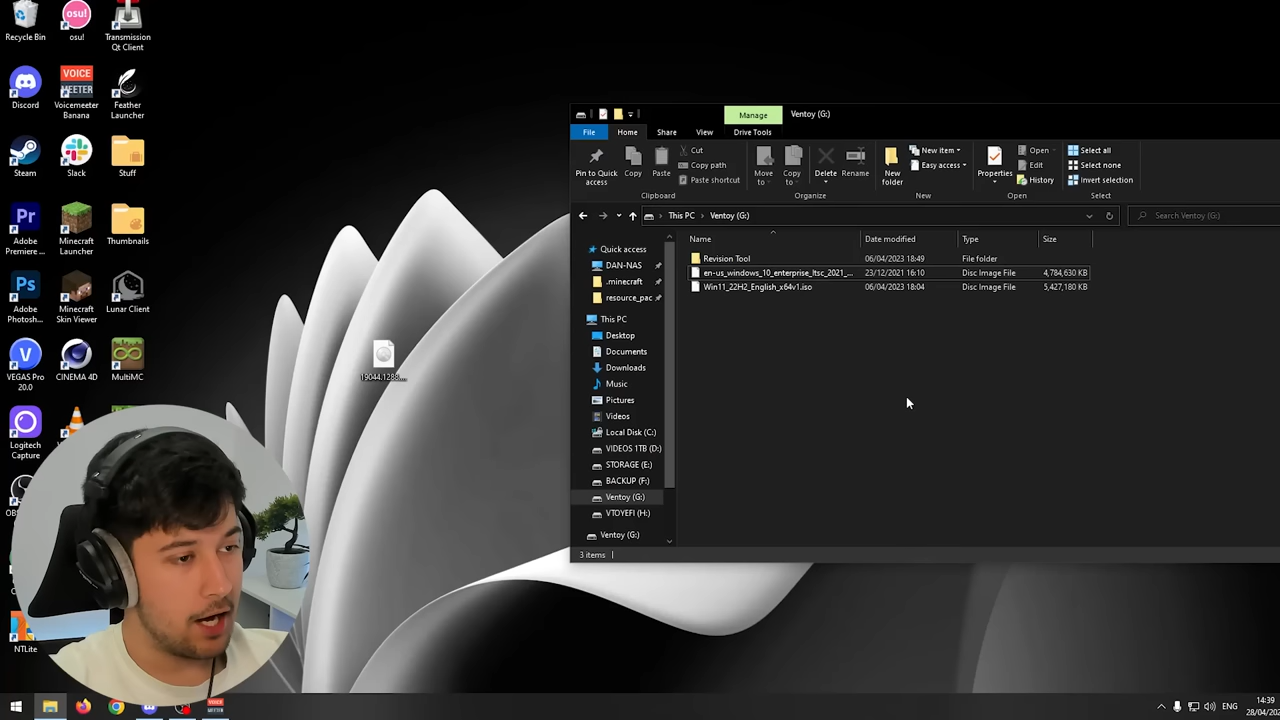 Recycle Bin
osu!
osu!
Transmission
Qt Client
VOICE
MEETER
Discord
Voicemeeter
Banana
Feather
Launcher
Steam
Slack
Stuff
Pr
Adobe
Premiere ...
Minecraft
Launcher
Thumbnails
Ps
Adobe
Photosh...
Minecraft
Skin Viewer
Lunar Client
V
VEGAS Pro
20.0
CINEMA 4D
MultiMC
Logitech
Capture
NTLite
19044.1288....
Manage
Ventoy (G:)
File
Home
Share
View
Drive Tools
Pin to Quick
access
Copy
Paste
Cut
Copy path
Paste shortcut
Clipboard
Move
to
Copy
to
Delete
Rename
Organize
New
folder
New item
Easy access
New
Properties
Open
Edit
History
Open
Select all
Select none
Invert selection
Select
This PC
Ventoy (G:)
Search Ventoy (G:)
Name
Date modified
Type
Size
Revision Tool
06/04/2023 18:49
File folder
en-us_windows_10_enterprise_ltsc_2021_...
23/12/2021 16:10
Disc Image File
4,784,630 KB
Win11_22H2_English_x64v1.iso
06/04/2023 18:04
Disc Image File
5,427,180 KB
Quick access
DAN-NAS
.minecraft
resource_pac
This PC
Desktop
Documents
Downloads
Music
Pictures
Videos
Local Disk (C:)
VIDEOS 1TB (D:)
STORAGE (E:)
BACKUP (F:)
Ventoy (G:)
VTOYEFI (H:)
Ventoy (G:)
3 items
VOICE
MEETER
ENG
14:39